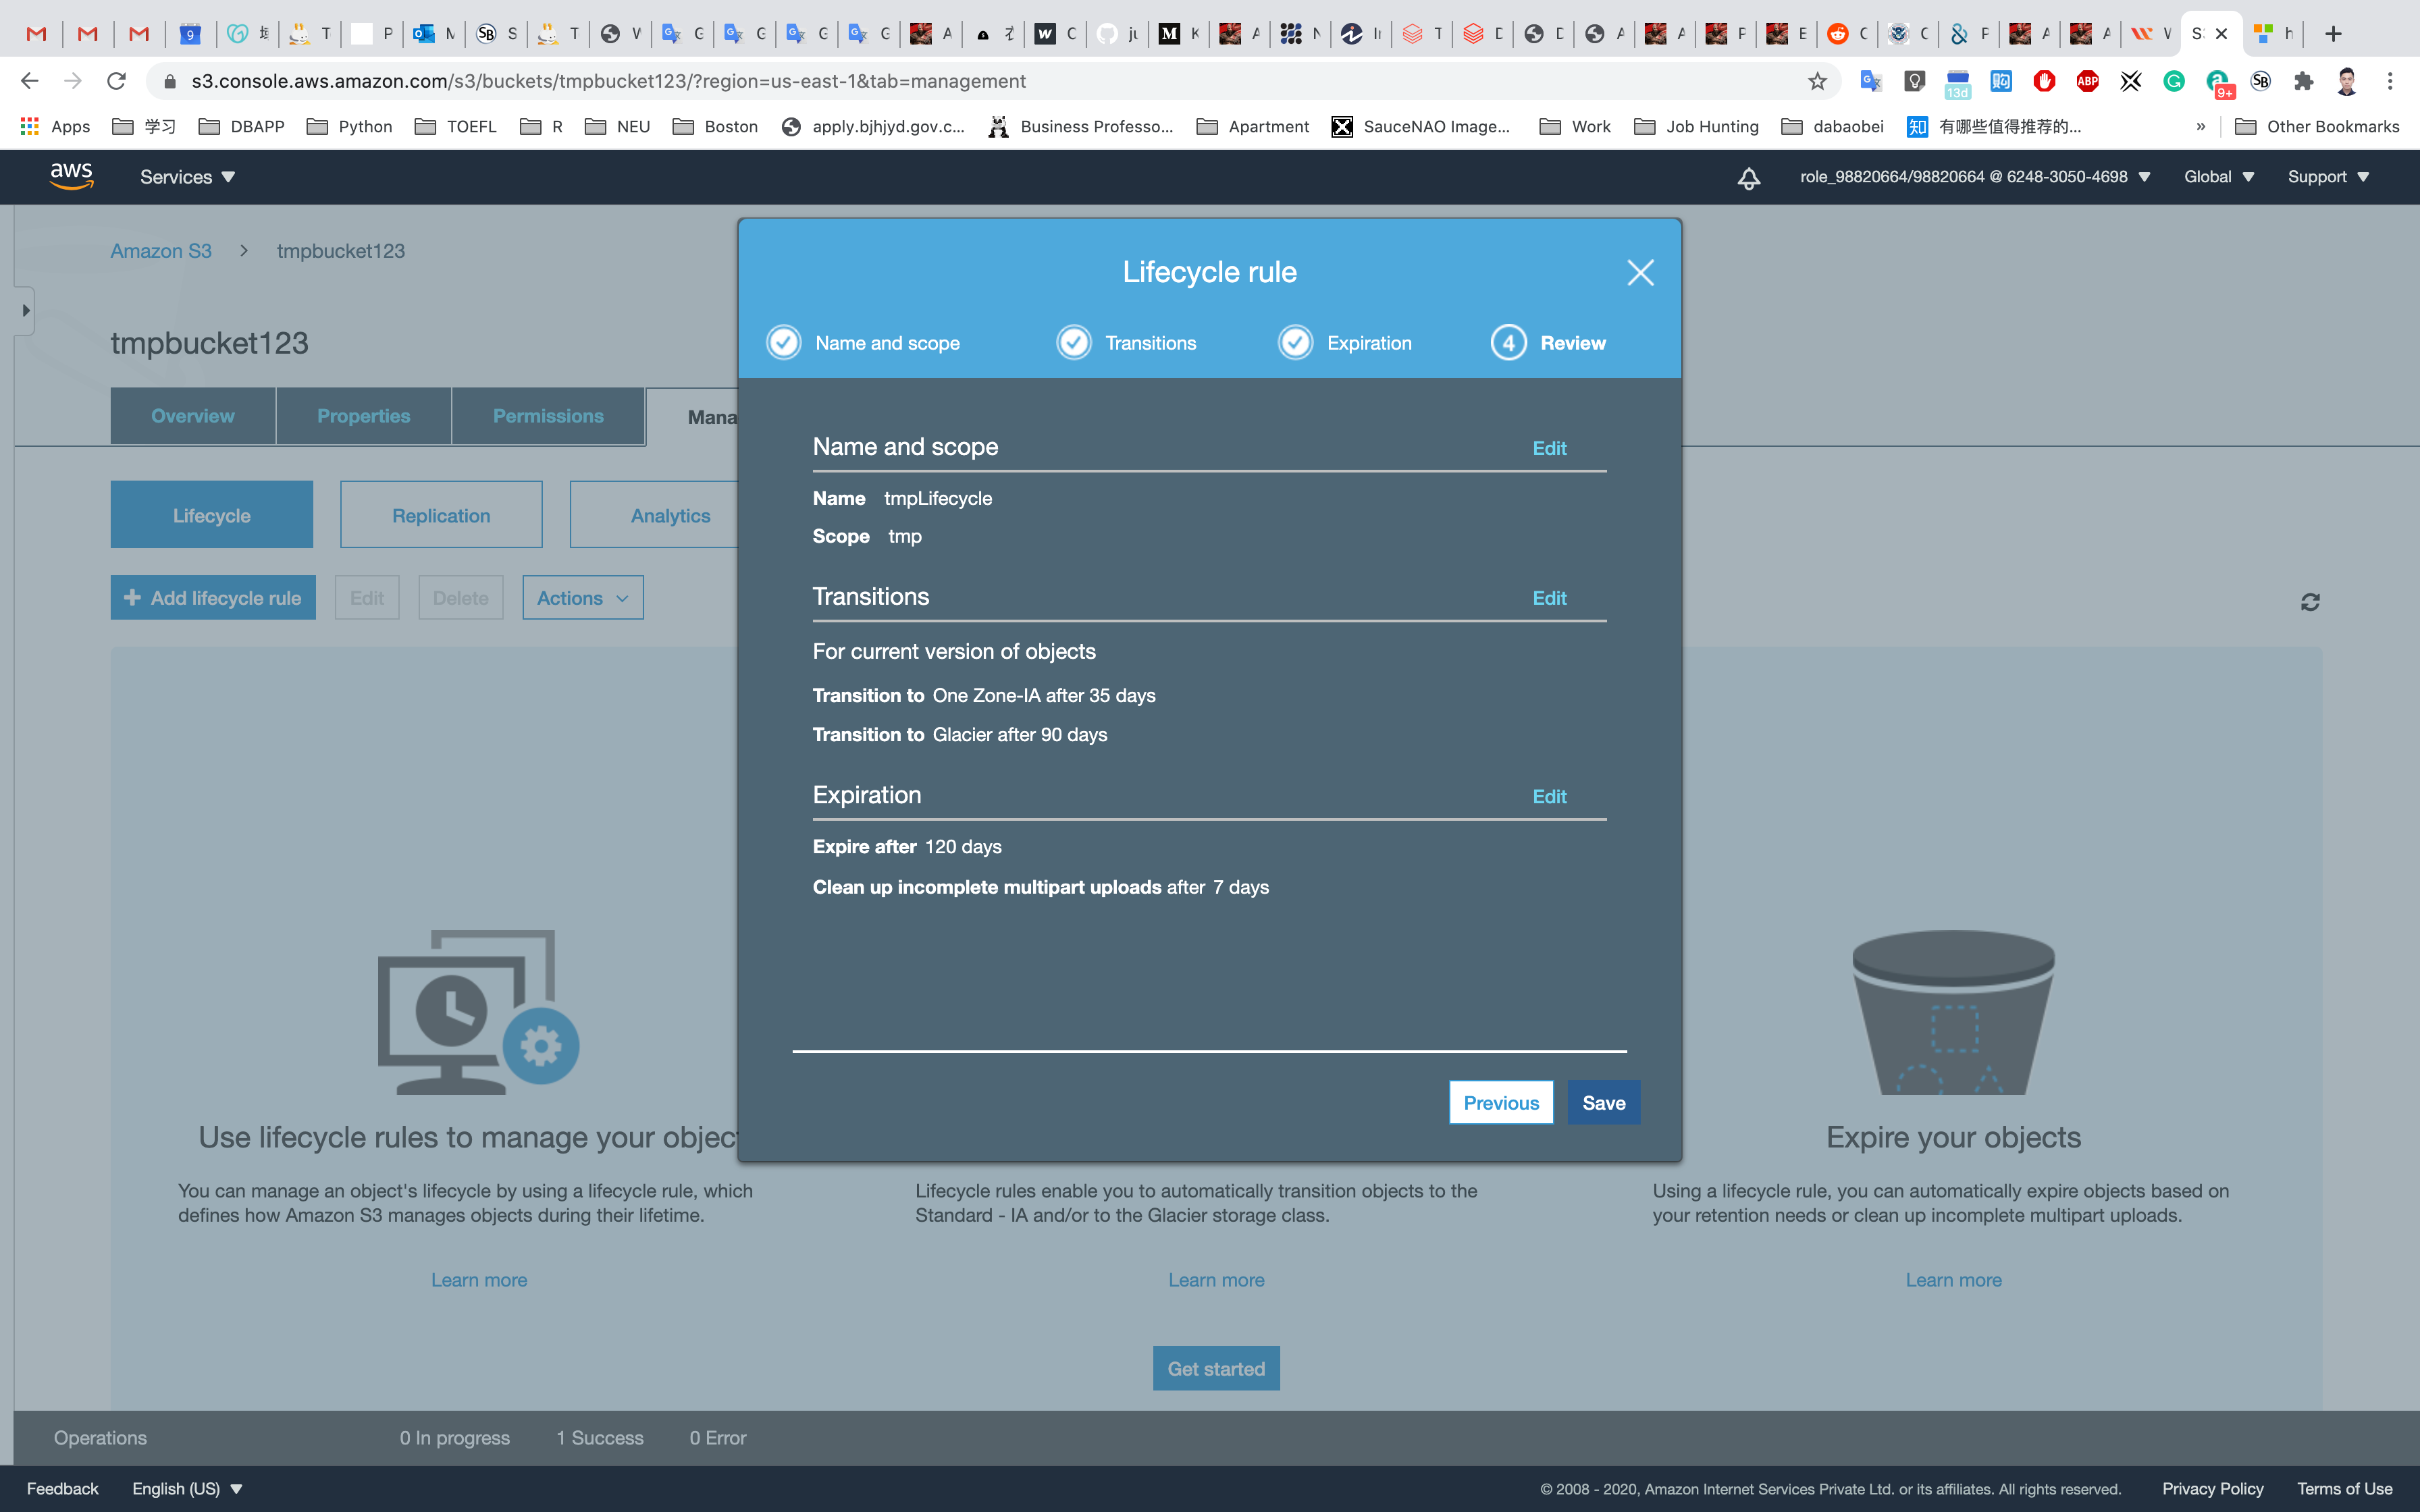 9 T P M SB S T W G G G G A W C ju M K A N In T D D A A P E C C P A A W S: h
s3.console.aws.amazon.com/s3/buckets/tmpbucket123/?region=us-east-1&tab=management
13d ABP 9+ SB
Apps 学习 DBAPP Python TOEFL R NEU Boston apply.bjhjyd.gov.c... Business Professo... Apartment SauceNAO Image... Work Job Hunting dabaobei 知 有哪些值得推荐的... » Other Bookmarks
aws Services role_98820664/98820664 @ 6248-3050-4698 Global Support
Amazon S3 > tmpbucket123
tmpbucket123
Overview Properties Permissions Mana
Lifecycle Replication Analytics
+ Add lifecycle rule Edit Delete Actions
Lifecycle rule
Name and scope Transitions Expiration 4 Review
Name and scope Edit
Name tmpLifecycle
Scope tmp
Transitions Edit
For current version of objects
Transition to One Zone-IA after 35 days
Transition to Glacier after 90 days
Expiration Edit
Expire after 120 days
Clean up incomplete multipart uploads after 7 days
Previous Save
Use lifecycle rules to manage your objec
You can manage an object's lifecycle by using a lifecycle rule, which
defines how Amazon S3 manages objects during their lifetime.
Learn more
Lifecycle rules enable you to automatically transition objects to the
Standard - IA and/or to the Glacier storage class.
Learn more
Expire your objects
Using a lifecycle rule, you can automatically expire objects based on
your retention needs or clean up incomplete multipart uploads.
Learn more
Get started
Operations 0 In progress 1 Success 0 Error
Feedback English (US) © 2008 - 2020, Amazon Internet Services Private Ltd. or its affiliates. All rights reserved. Privacy Policy Terms of Use